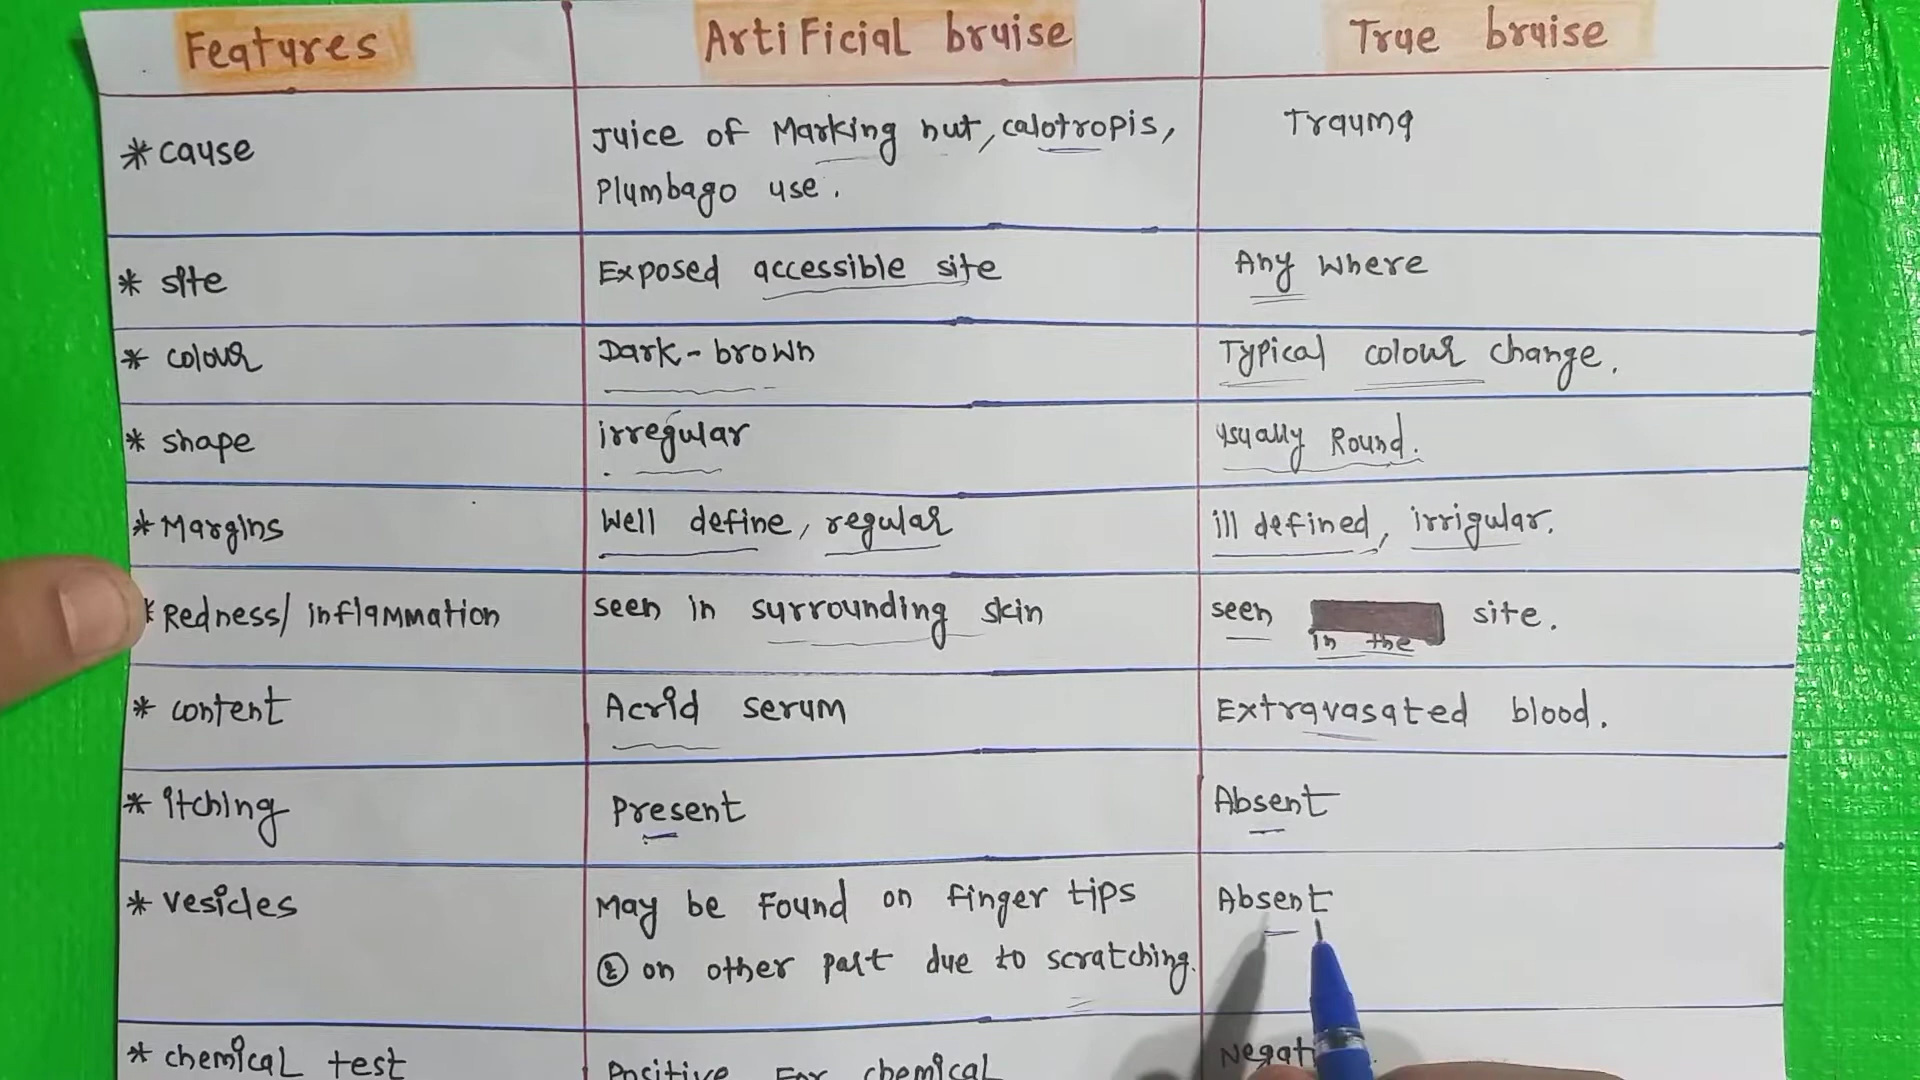 Features Artificial bruise True bruise
* cause Juice of Marking nut, calotropis, Trauma
Plumbago use.
* site Exposed accessible site Any where
* colour Dark-brown Typical colour change.
* shape irregular usually Round.
* Margins Well define, regular ill defined, irrigular.
* Redness/ inflammation seen in surrounding skin seen in the site.
* content Acrid serum Extravasated blood.
* itching Present Absent
* vesicles May be Found on finger tips Absent
& on other part due to scratching.
* chemical test Positive For chemical